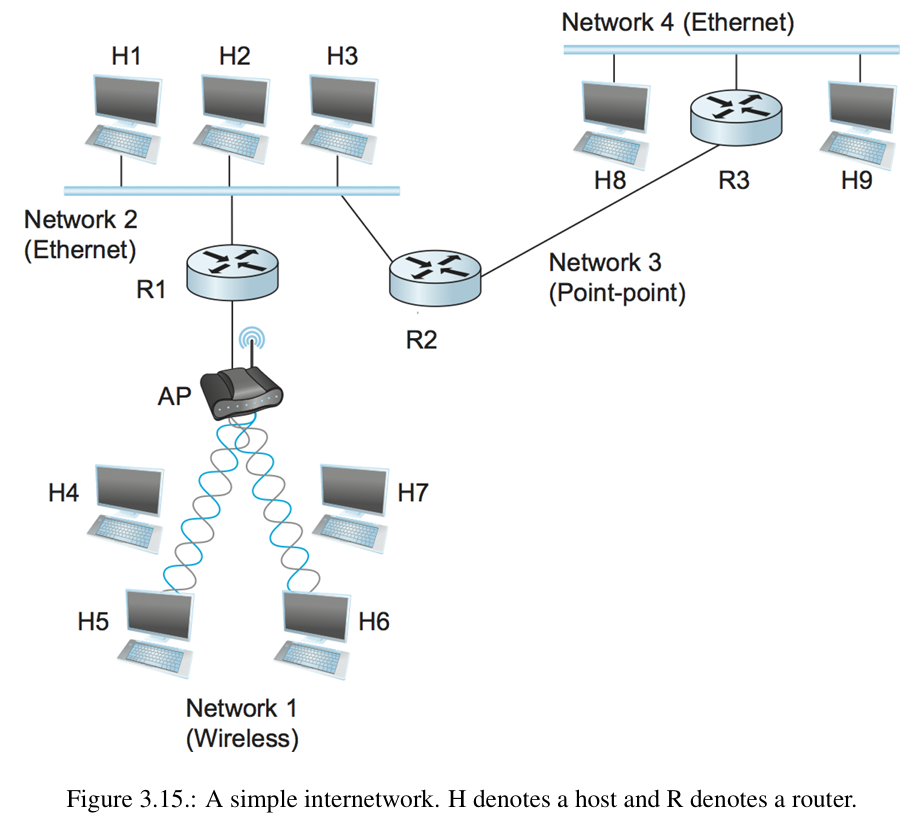 Network 4 (Ethernet)
H1
H2
H3
H8
R3
H9
Network 2
(Ethernet)
R1
Network 3
(Point-point)
R2
AP
H4
H7
H5
H6
Network 1
(Wireless)
Figure 3.15.: A simple internetwork. H denotes a host and R denotes a router.